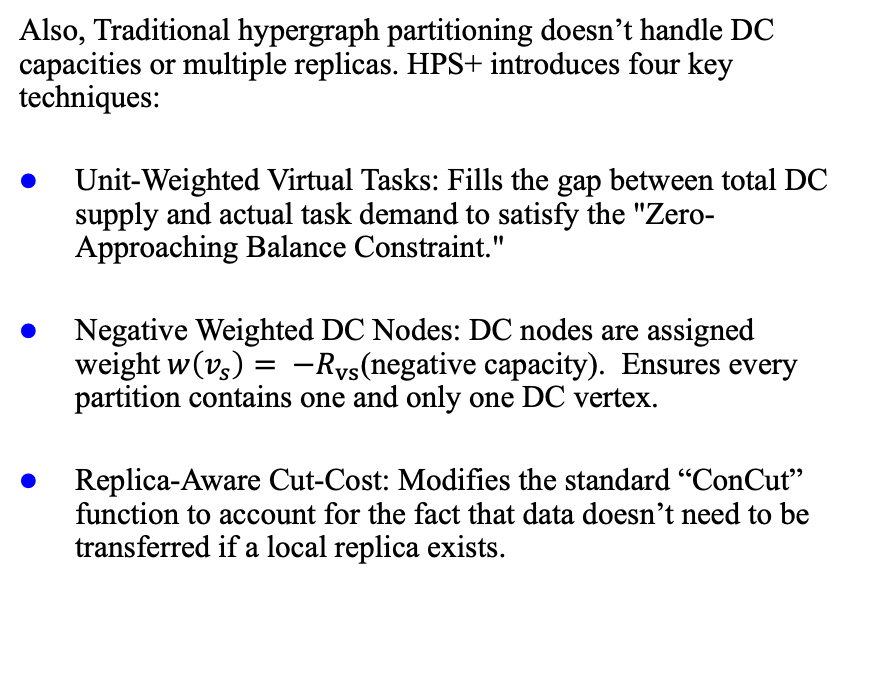 Also, Traditional hypergraph partitioning doesn’t handle DC
capacities or multiple replicas. HPS+ introduces four key
techniques:
● Unit-Weighted Virtual Tasks: Fills the gap between total DC
supply and actual task demand to satisfy the "Zero-
Approaching Balance Constraint."
● Negative Weighted DC Nodes: DC nodes are assigned
weight w(vₛ) = −Rᵥₛ(negative capacity). Ensures every
partition contains one and only one DC vertex.
● Replica-Aware Cut-Cost: Modifies the standard “ConCut”
function to account for the fact that data doesn’t need to be
transferred if a local replica exists.